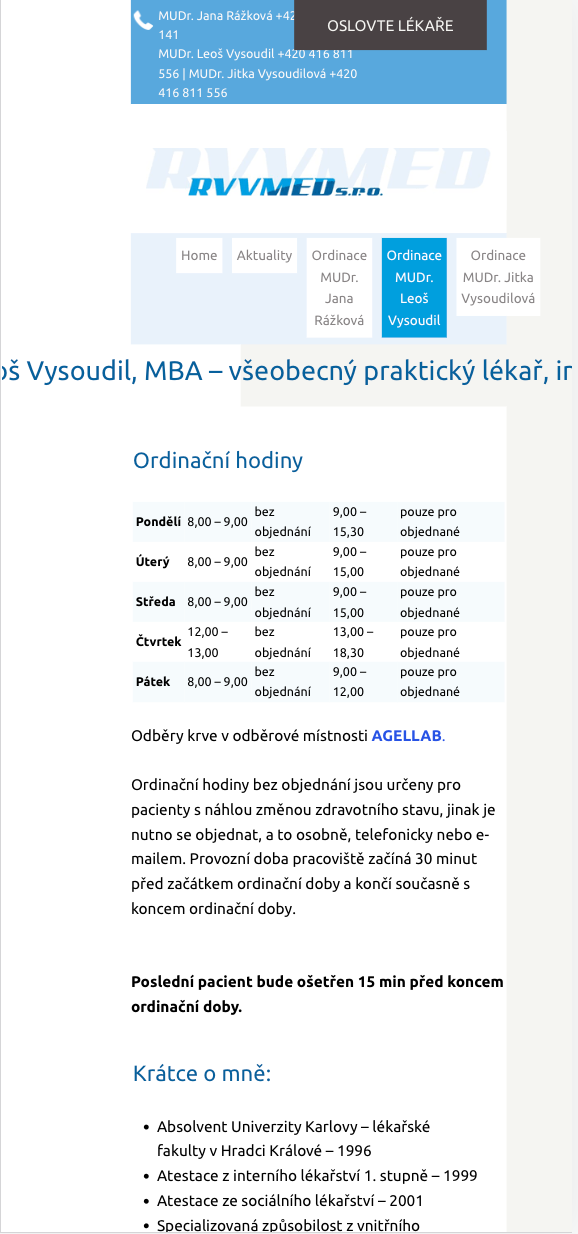 MUDr. Jana Rážková
141
MUDr. Leoš Vysoudil +420 416 811
556 | MUDr. Jitka Vysoudilová +420
416 811 556
OSLOVTE LÉKAŘE
RVVMED
RVVMED s.r.o.
Home
Aktuality
Ordinace
MUDr.
Jana
Rážková
Ordinace
MUDr.
Leoš
Vysoudil
Ordinace
MUDr. Jitka
Vysoudilová
Vysoudil, MBA – všeobecný praktický lékař,
Ordinační hodiny
Pondělí 8,00 – 9,00 bez objednání 9,00 – 15,30 pouze pro objednané
Úterý 8,00 – 9,00 bez objednání 9,00 – 15,00 pouze pro objednané
Středa 8,00 – 9,00 bez objednání 9,00 – 15,00 pouze pro objednané
Čtvrtek 12,00 – 13,00 bez objednání 13,00 – 18,30 pouze pro objednané
Pátek 8,00 – 9,00 bez objednání 9,00 – 12,00 pouze pro objednané
Odběry krve v odběrové místnosti AGELLAB.
Ordinační hodiny bez objednání jsou určeny pro
pacienty s náhlou změnou zdravotního stavu, jinak je
nutno se objednat, a to osobně, telefonicky nebo e-
mailem. Provozní doba pracoviště začíná 30 minut
před začátkem ordinační doby a končí současně s
koncem ordinační doby.
Poslední pacient bude ošetřen 15 min před koncem
ordinační doby.
Krátce o mně:
• Absolvent Univerzity Karlovy – lékařské
fakulty v Hradci Králové – 1996
• Atestace z interního lékařství 1. stupně – 1999
• Atestace ze sociálního lékařství – 2001
• Specializovaná způsobilost z vnitřního